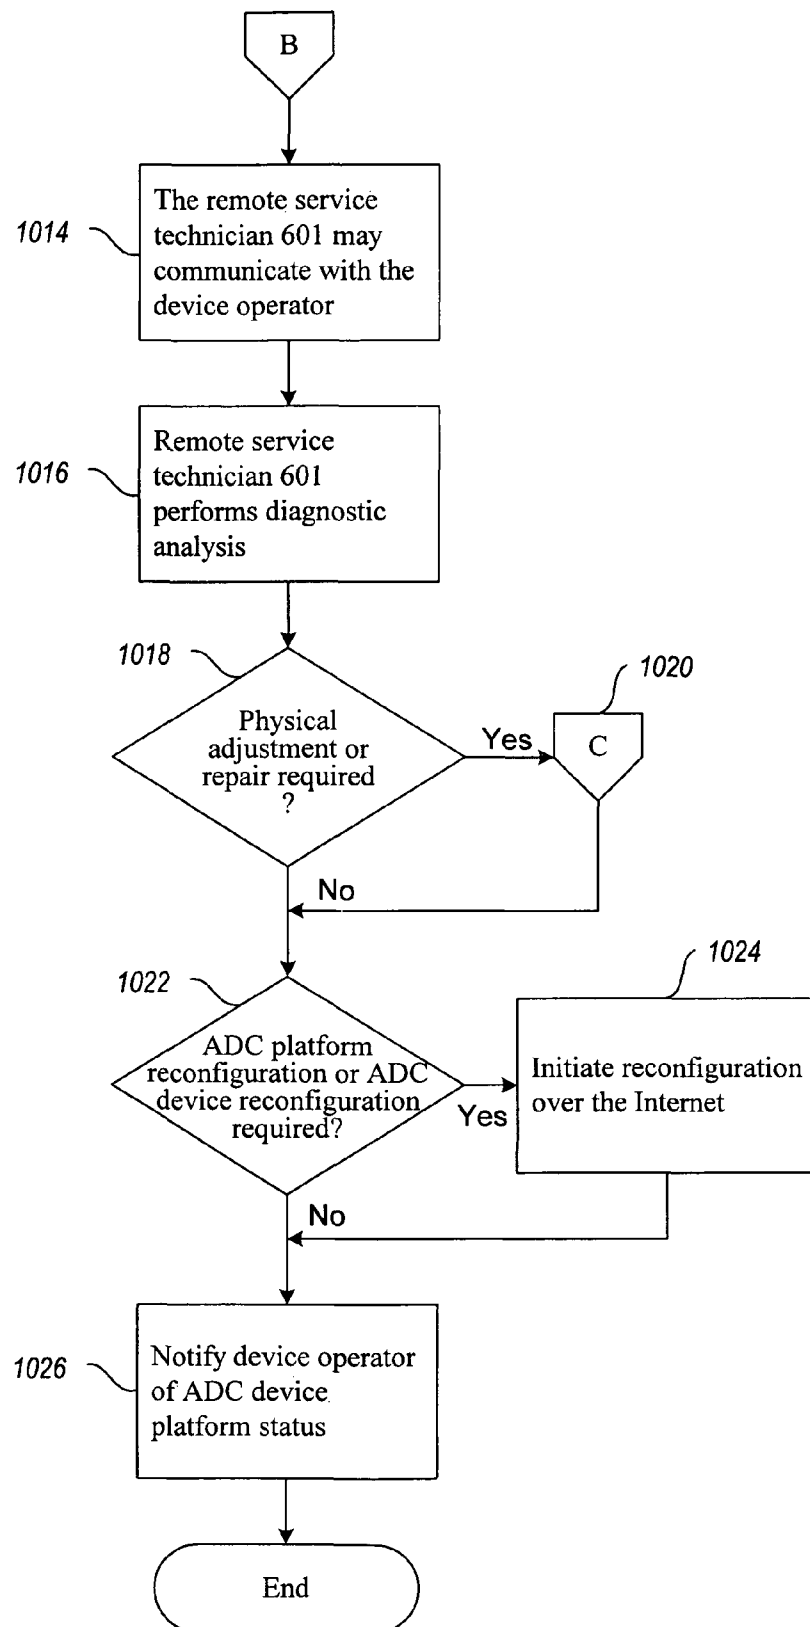 B
1014
The remote service
technician 601 may
communicate with the
device operator
1016
Remote service
technician 601
performs diagnostic
analysis
1018
Physical
adjustment or
repair required
?
Yes
1020
C
No
1022
ADC platform
reconfiguration or ADC
device reconfiguration
required?
Yes
1024
Initiate reconfiguration
over the Internet
No
1026
Notify device operator
of ADC device
platform status
End